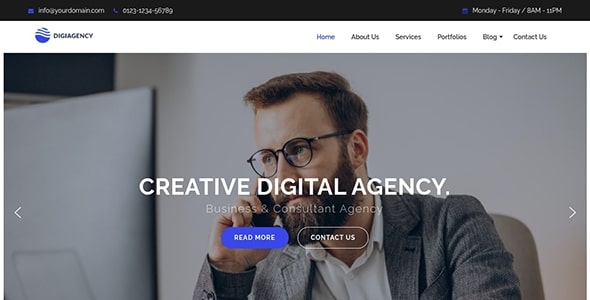 info@yourdomain.com 0123-1234-56789 Monday - Friday / 8AM - 11PM
DIGIAGENCY Home About Us Services Portfolios Blog Contact Us
CREATIVE DIGITAL AGENCY.
Business & Consultant Agency
READ MORE CONTACT US